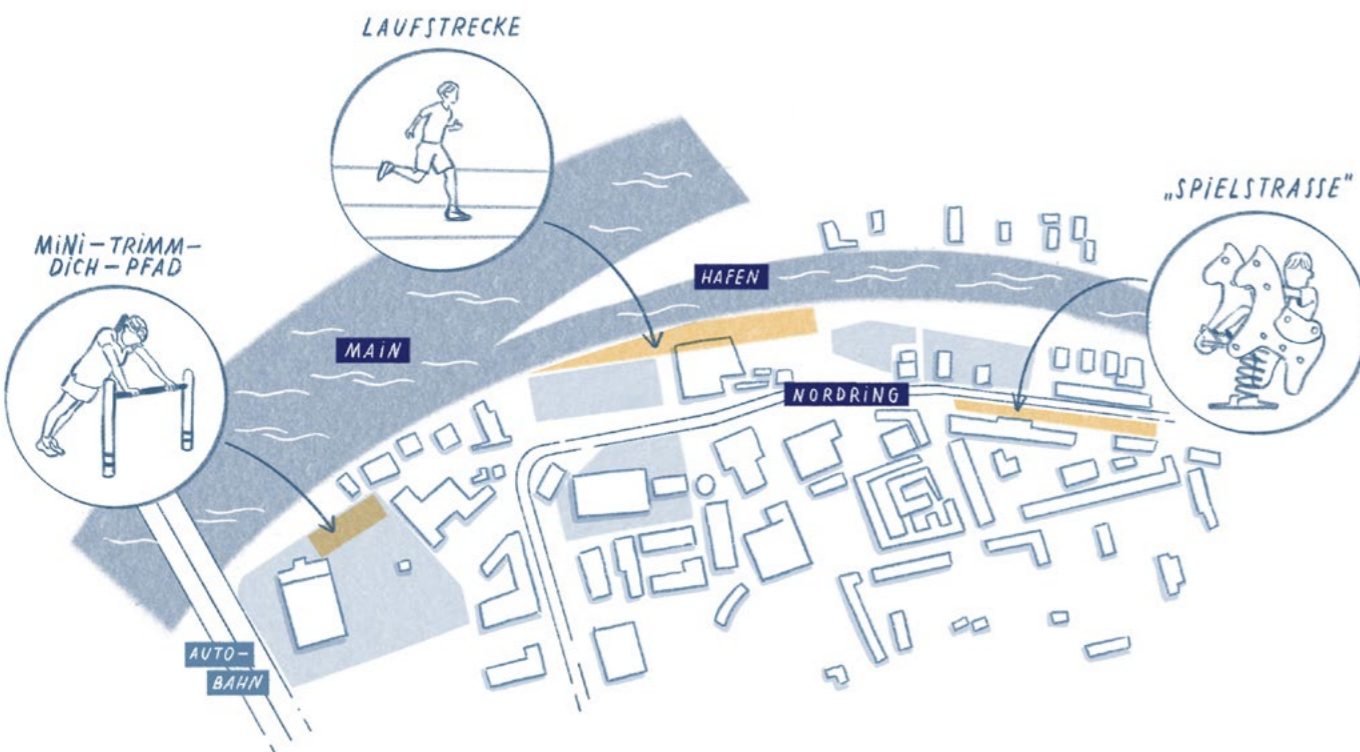 LAUFSTRECKE
„SPiELSTRASSE"
MiNi-TRiMM-
DiCH-PFAD
HAFEN
MAiN
NORDRiNG
AUTO-
BAHN